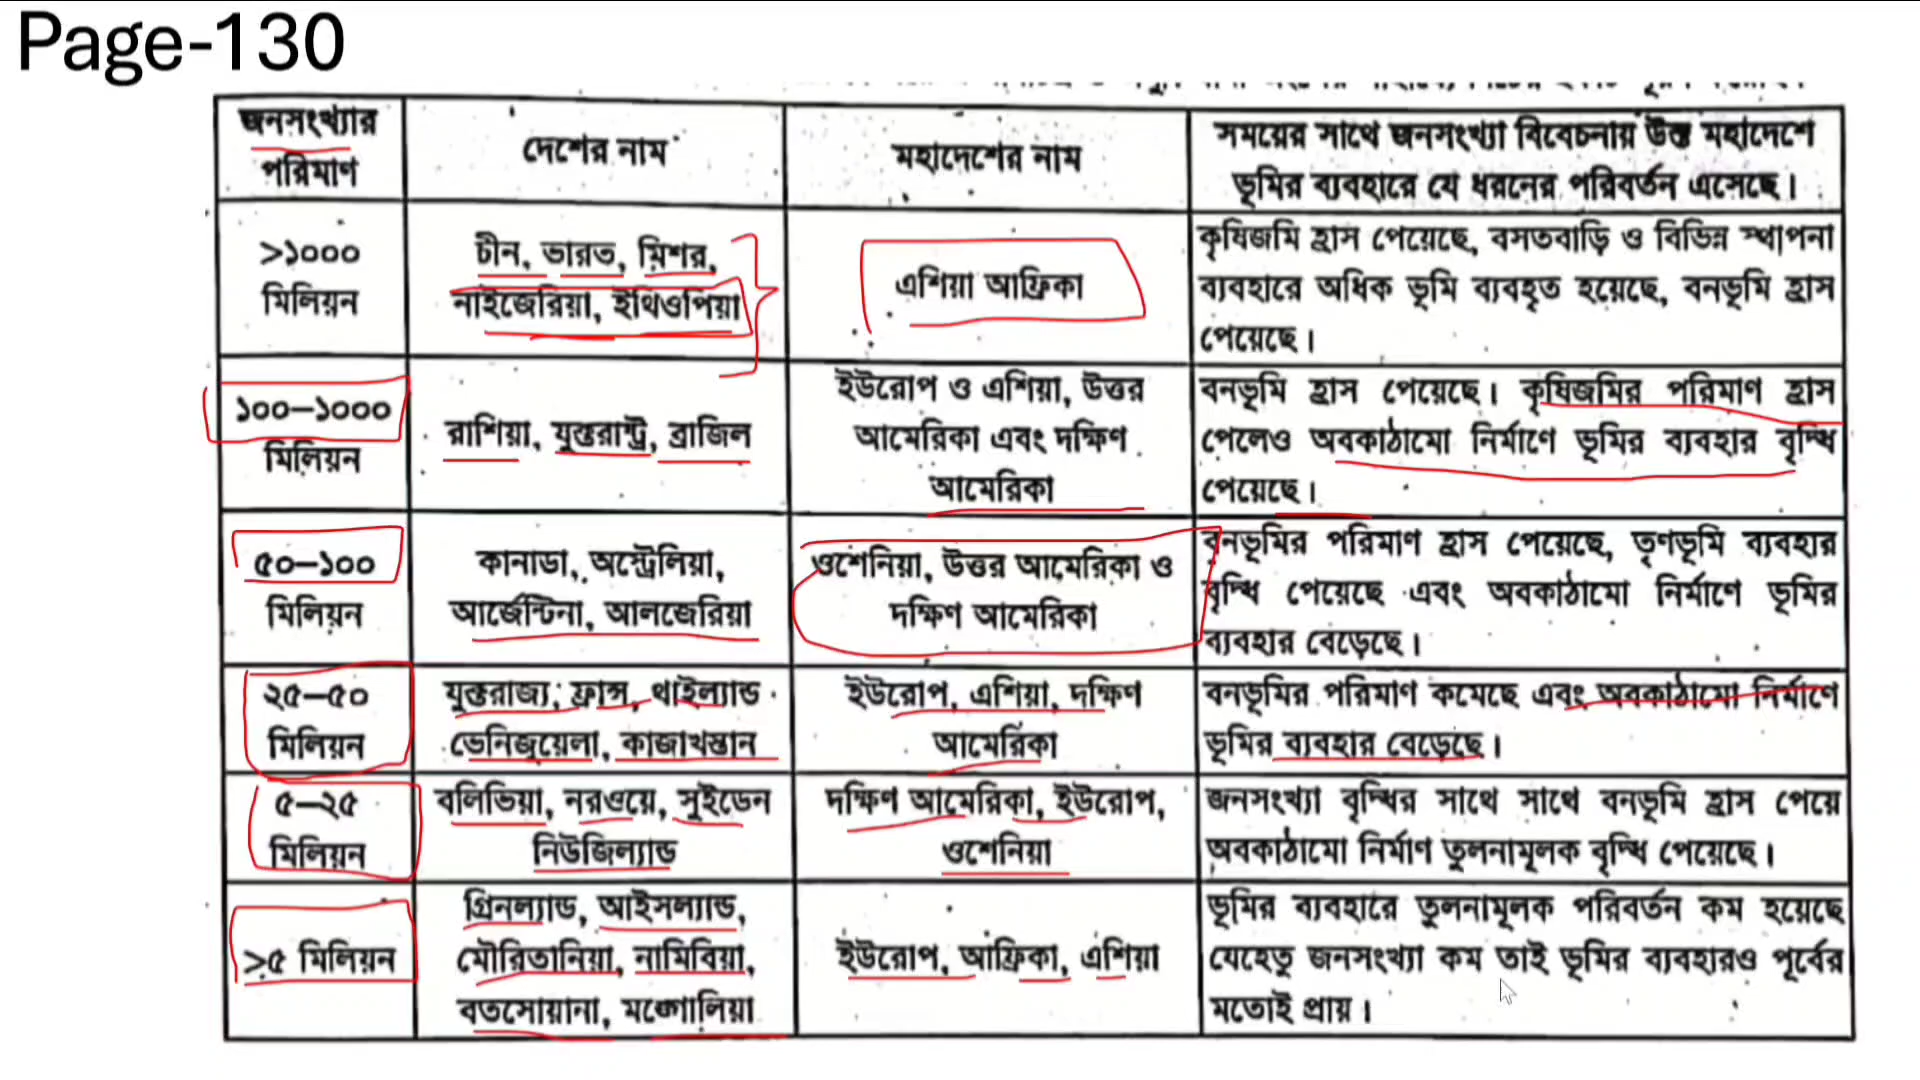 Page-130
জনসংখ্যার
পরিমাণ
দেশের নাম
মহাদেশের নাম
সময়ের সাথে জনসংখ্যা বিবেচনায় উক্ত মহাদেশে
ভূমির ব্যবহারে যে ধরনের পরিবর্তন এসেছে।
>১০০০
মিলিয়ন
চীন, ভারত, মিশর,
নাইজেরিয়া, ইথিওপিয়া
এশিয়া আফ্রিকা
কৃষিজমি হ্রাস পেয়েছে, বসতবাড়ি ও বিভিন্ন স্থাপনা
ব্যবহারে অধিক ভূমি ব্যবহৃত হয়েছে, বনভূমি হ্রাস
পেয়েছে।
১০০–১০০০
মিলিয়ন
রাশিয়া, যুক্তরাষ্ট্র, ব্রাজিল
ইউরোপ ও এশিয়া, উত্তর
আমেরিকা এবং দক্ষিণ
আমেরিকা
বনভূমি হ্রাস পেয়েছে। কৃষিজমির পরিমাণ হ্রাস
পেলেও অবকাঠামো নির্মাণে ভূমির ব্যবহার বৃদ্ধি
পেয়েছে।
৫০–১০০
মিলিয়ন
কানাডা, অস্ট্রেলিয়া,
আর্জেন্টিনা, আলজেরিয়া
ওশেনিয়া, উত্তর আমেরিকা ও
দক্ষিণ আমেরিকা
বনভূমির পরিমাণ হ্রাস পেয়েছে, তৃণভূমি ব্যবহার
বৃদ্ধি পেয়েছে এবং অবকাঠামো নির্মাণে ভূমির
ব্যবহার বেড়েছে।
২৫–৫০
মিলিয়ন
যুক্তরাজ্য; ফ্রান্স, থাইল্যান্ড
ভেনিজুয়েলা, কাজাখস্তান
ইউরোপ, এশিয়া, দক্ষিণ
আমেরিকা
বনভূমির পরিমাণ কমেছে এবং অবকাঠামো নির্মাণে
ভূমির ব্যবহার বেড়েছে।
৫–২৫
মিলিয়ন
বলিভিয়া, নরওয়ে, সুইডেন
নিউজিল্যান্ড
দক্ষিণ আমেরিকা, ইউরোপ,
ওশেনিয়া
জনসংখ্যা বৃদ্ধির সাথে সাথে বনভূমি হ্রাস পেয়ে
অবকাঠামো নির্মাণ তুলনামূলক বৃদ্ধি পেয়েছে।
>৫ মিলিয়ন
গ্রিনল্যান্ড, আইসল্যান্ড,
মৌরিতানিয়া, নামিবিয়া,
বতসোয়ানা, মঙ্গোলিয়া
ইউরোপ, আফ্রিকা, এশিয়া
ভূমির ব্যবহারে তুলনামূলক পরিবর্তন কম হয়েছে
যেহেতু জনসংখ্যা কম তাই ভূমির ব্যবহারও পূর্বের
মতোই প্রায়।